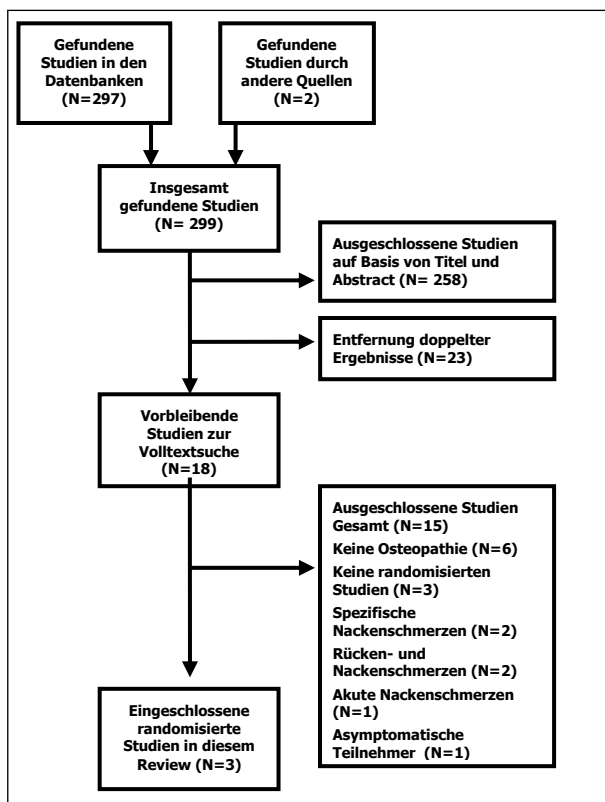 Gefundene
Studien in den
Datenbanken
(N=297)
Gefundene
Studien durch
andere Quellen
(N=2)
Insgesamt
gefundene Studien
(N= 299)
Ausgeschlossene Studien
auf Basis von Titel und
Abstract (N= 258)
Entfernung doppelter
Ergebnisse (N=23)
Vorbleibende
Studien zur
Volltextsuche
(N=18)
Ausgeschlossene Studien
Gesamt (N=15)
Keine Osteopathie (N=6)
Keine randomisierten
Studien (N=3)
Spezifische
Nackenschmerzen (N=2)
Rücken- und
Nackenschmerzen (N=2)
Akute Nackenschmerzen
(N=1)
Asymptomatische
Teilnehmer (N=1)
Eingeschlossene
randomisierte
Studien in diesem
Review (N=3)